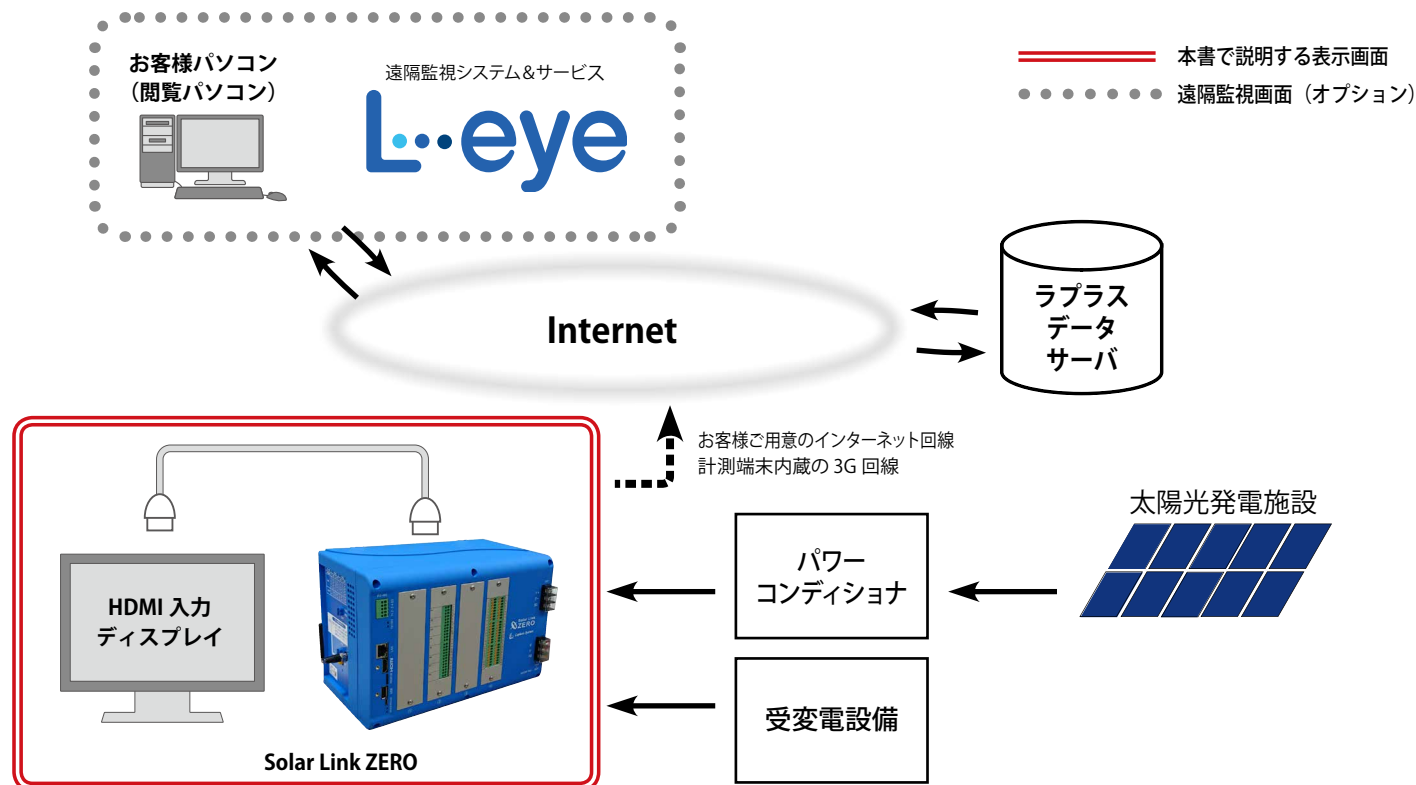 お客様パソコン
（閲覧パソコン）
遠隔監視システム&サービス
L・・・eye
本書で説明する表示画面
遠隔監視画面（オプション）
Internet
ラプラス
データ
サーバ
お客様ご用意のインターネット回線
計測端末内蔵の 3G 回線
太陽光発電施設
パワー
コンディショナ
HDMI 入力
ディスプレイ
ZERO
受変電設備
Solar Link ZERO